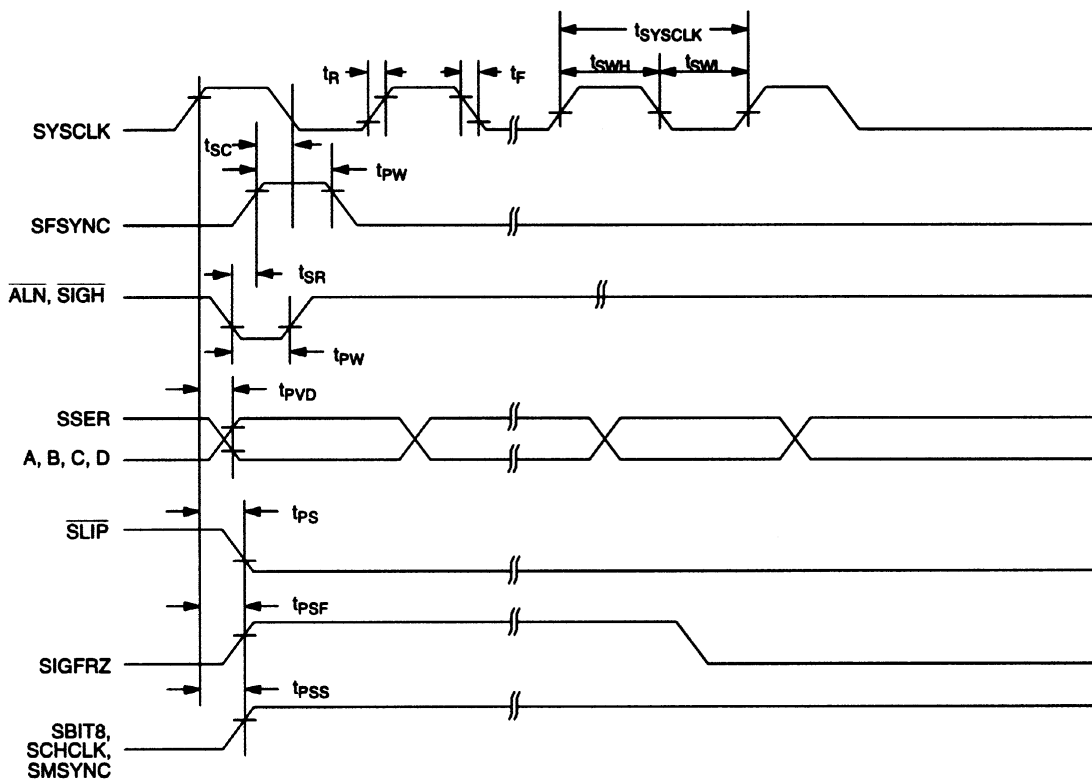 tSYSCLK
tR
tF
tSWH
tSWL
SYSCLK
tSC
tPW
SFSYNC
tSR
ALN, SIGH
tPW
tPVD
SSER
A, B, C, D
tPS
SLIP
tPSF
SIGFRZ
tPSS
SBIT8,
SCHCLK,
SMSYNC